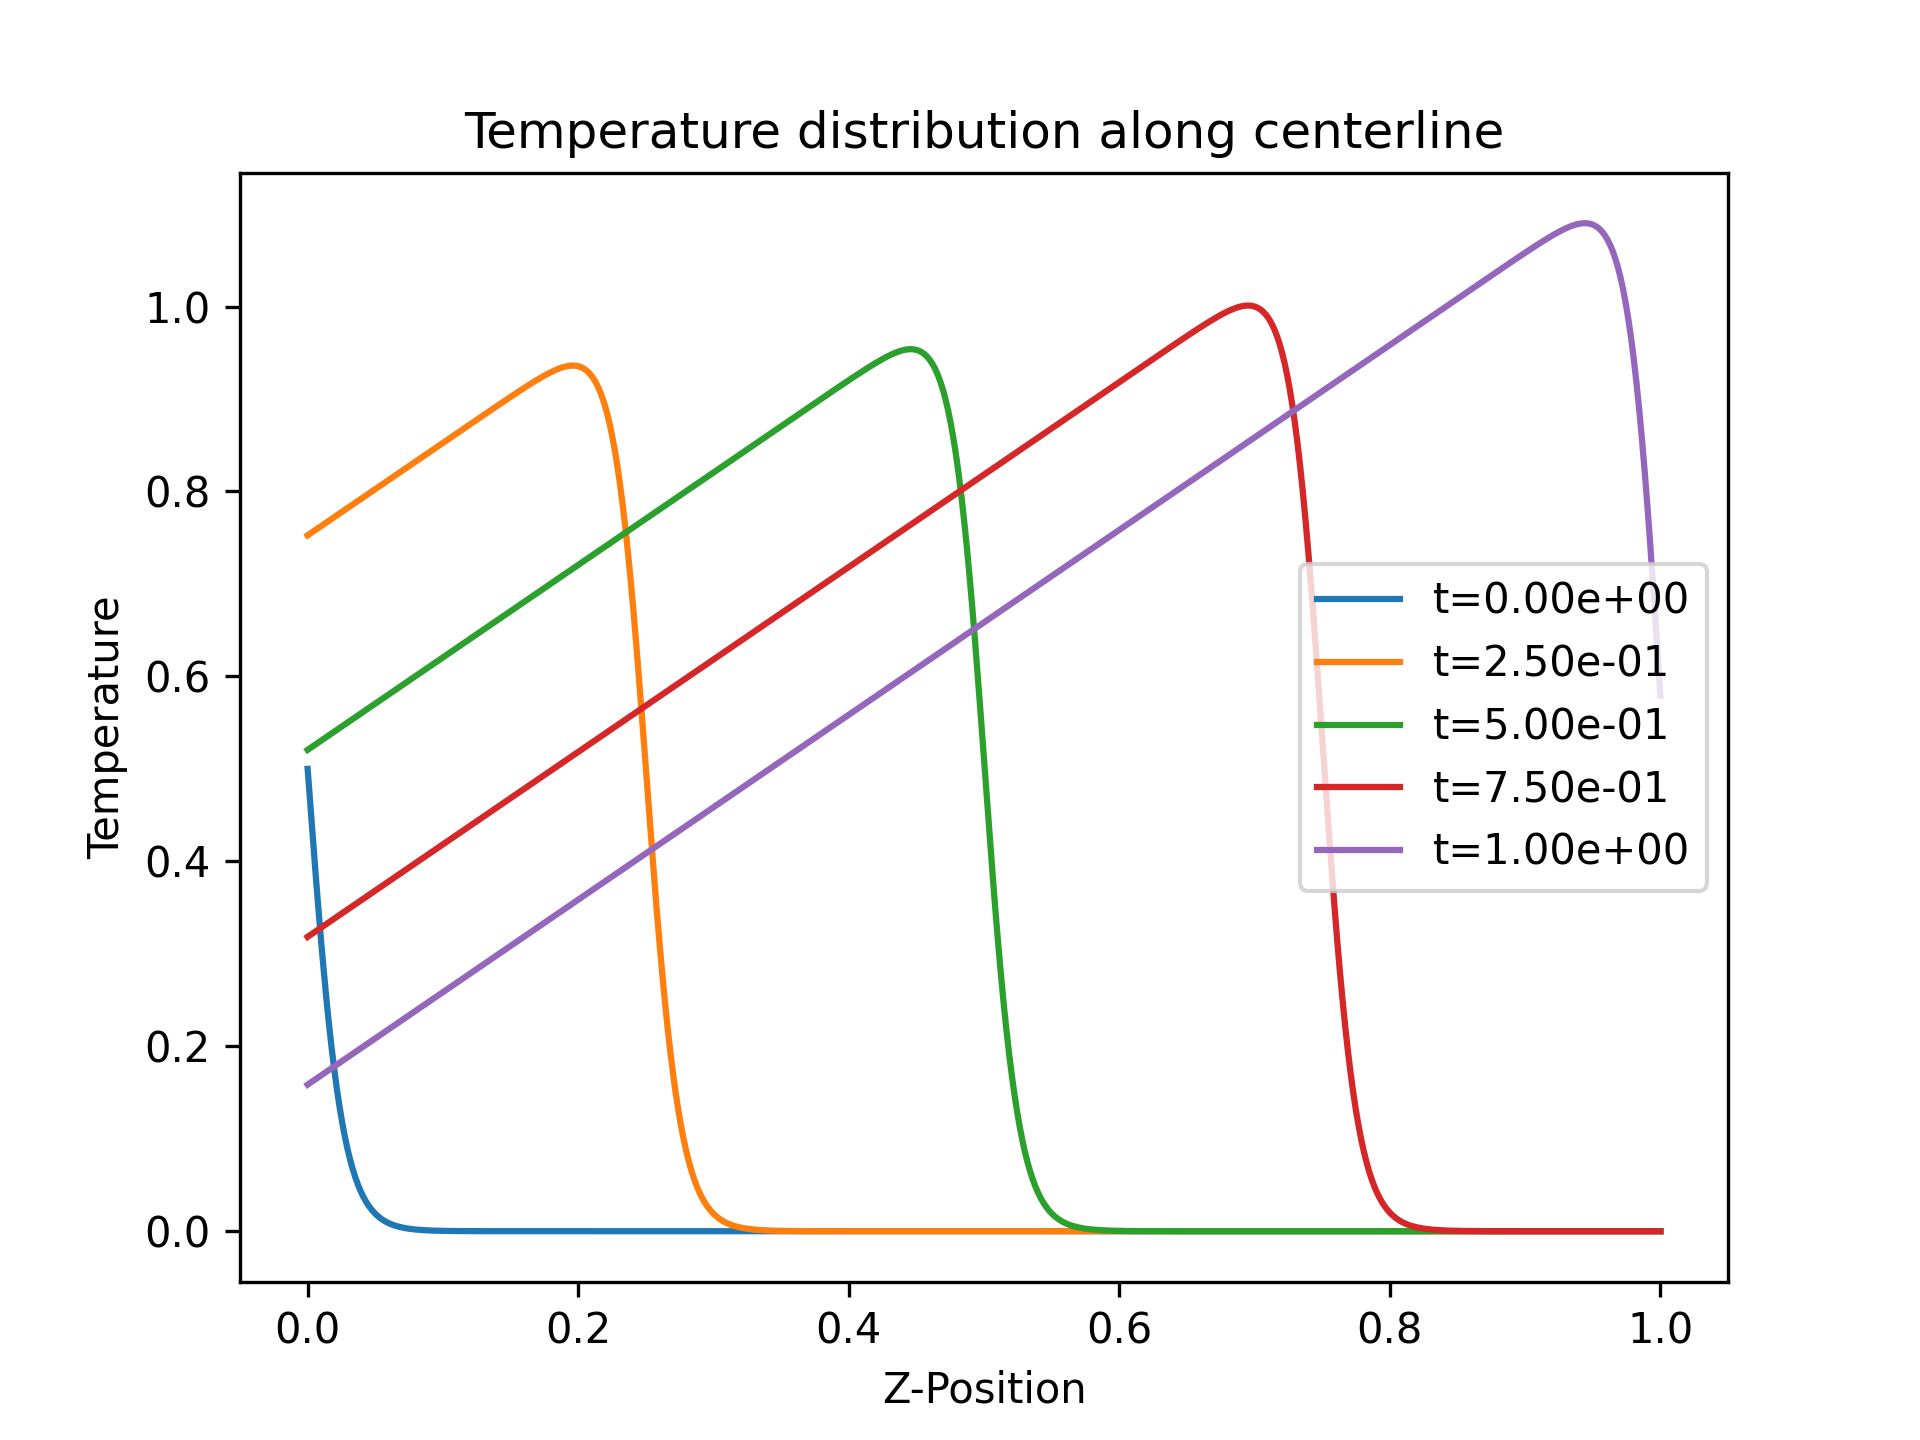 Temperature distribution along centerline
Temperature
1.0
0.8
0.6
0.4
0.2
0.0
t=0.00e+00
t=2.50e-01
t=5.00e-01
t=7.50e-01
t=1.00e+00
0.0 0.2 0.4 0.6 0.8 1.0
Z-Position